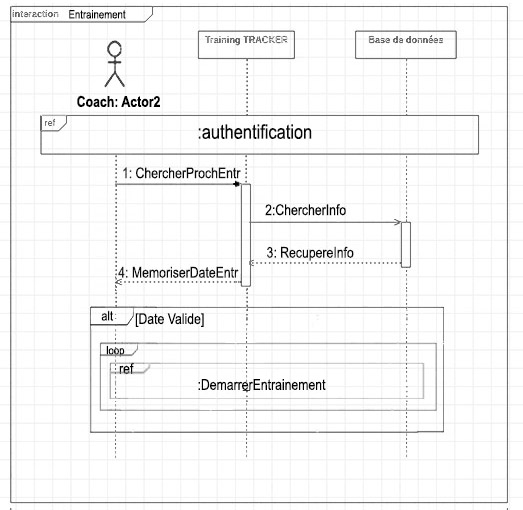 interaction Entrainement
Training TRACKER
Base de données
Coach: Actor2
ref
:authentification
1: ChercherProchEntr
2:ChercherInfo
3: RecupereInfo
4: MemoriserDateEntr
alt
[Date Valide]
loop
ref
:DemarrerEntrainement